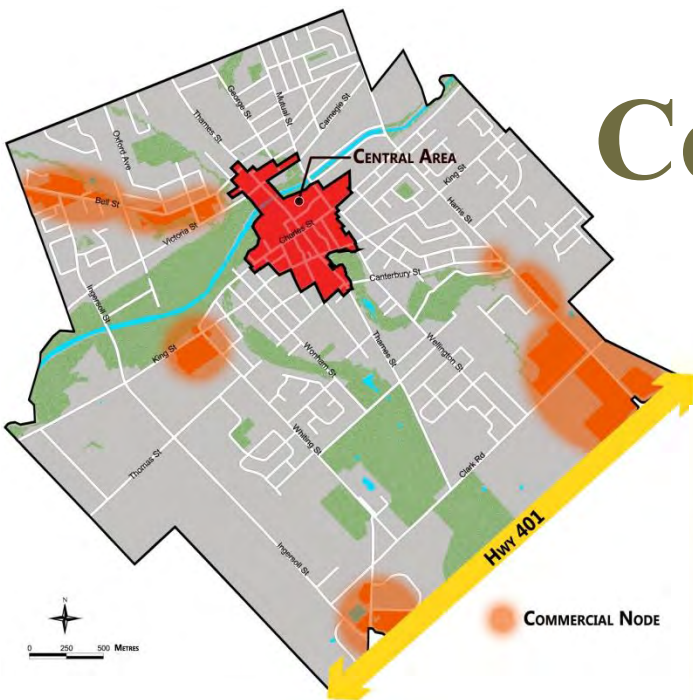 Ce
CENTRAL AREA
Thames St
George St
Mutual St
Carnegie St
Oxford Ave
King St
Harris St
Bell St
Victoria St
Charles St
Canterbury St
Ingersoll St
King St
Wonham St
Thames St
Wellington St
Whiting St
Thomas St
Clark Rd
Ingersoll St
HWY 401
COMMERCIAL NODE
N
0 250 500 METRES